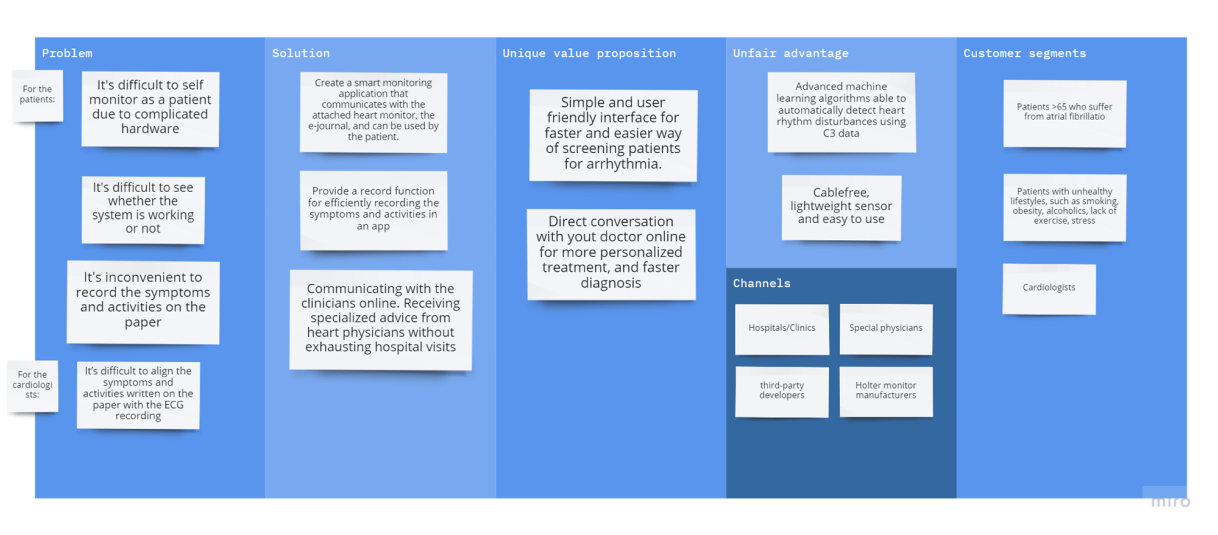 Problem
For the
patients:
It's difficult to self
monitor as a patient
due to complicated
hardware
It's difficult to see
whether the
system is working
or not
It's inconvenient to
record the symptoms
and activities on the
paper
For the
cardiologi
sts:
It's difficult to align the
symptoms and
activities written on the
paper with the ECG
recording
Solution
Create a smart monitoring
application that
communicates with the
attached heart monitor, the
e-journal, and can be used by
the patient.
Provide a record function
for efficiently recording the
symptoms and activities in
an app
Communicating with the
clinicians online. Receiving
specialized advice from
heart physicians without
exhausting hospital visits
Unique value proposition
Simple and user
friendly interface for
faster and easier way
of screening patients
for arrhythmia.
Direct conversation
with yout doctor online
for more personalized
treatment, and faster
diagnosis
Unfair advantage
Advanced machine
learning algorithms able to
automatically detect heart
rhythm disturbances using
C3 data
Cablefree,
lightweight sensor
and easy to use
Channels
Hospitals/Clinics
Special physicians
third-party
developers
Holter monitor
manufacturers
Customer segments
Patients >65 who suffer
from atrial fibrillatio
Patients with unhealthy
lifestyles, such as smoking,
obesity, alcoholics, lack of
exercise, stress
Cardiologists
miro